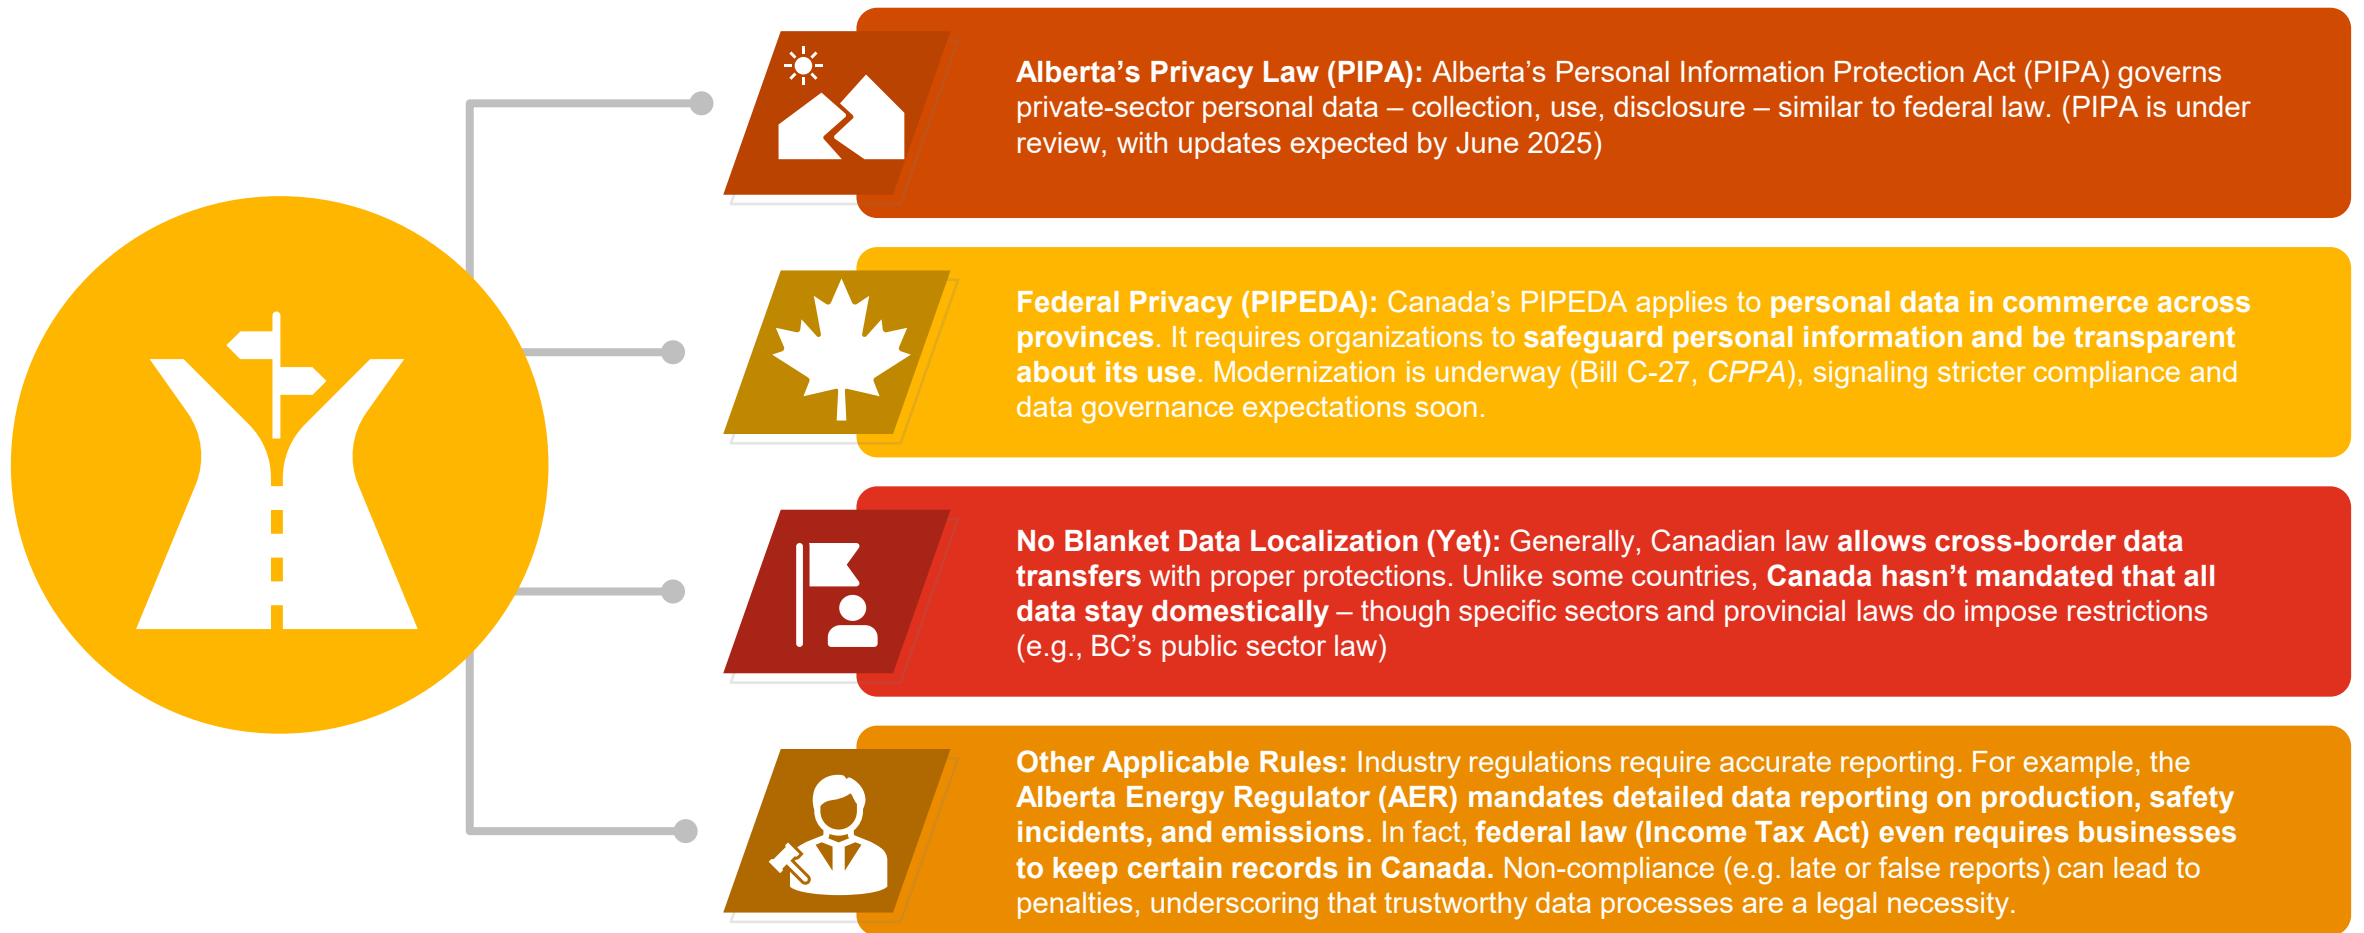 Alberta’s Privacy Law (PIPA): Alberta’s Personal Information Protection Act (PIPA) governs
private-sector personal data – collection, use, disclosure – similar to federal law. (PIPA is under
review, with updates expected by June 2025)
Federal Privacy (PIPEDA): Canada’s PIPEDA applies to personal data in commerce across
provinces. It requires organizations to safeguard personal information and be transparent
about its use. Modernization is underway (Bill C-27, CPPA), signaling stricter compliance and
data governance expectations soon.
No Blanket Data Localization (Yet): Generally, Canadian law allows cross-border data
transfers with proper protections. Unlike some countries, Canada hasn’t mandated that all
data stay domestically – though specific sectors and provincial laws do impose restrictions
(e.g., BC’s public sector law)
Other Applicable Rules: Industry regulations require accurate reporting. For example, the
Alberta Energy Regulator (AER) mandates detailed data reporting on production, safety
incidents, and emissions. In fact, federal law (Income Tax Act) even requires businesses
to keep certain records in Canada. Non-compliance (e.g. late or false reports) can lead to
penalties, underscoring that trustworthy data processes are a legal necessity.